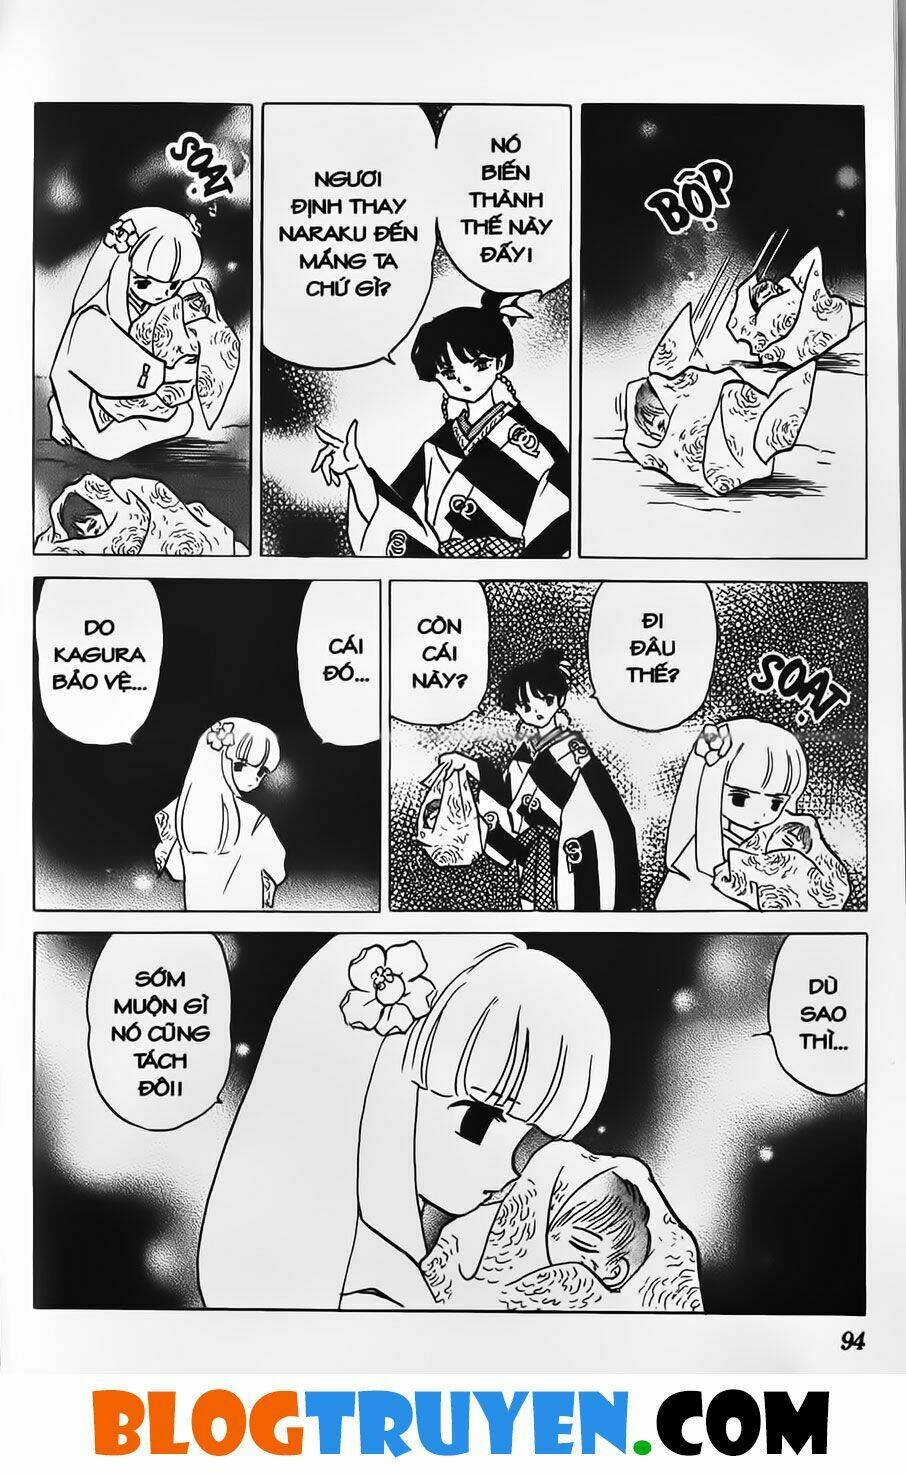 BỘP
NÓ
BIẾN
THÀNH
THẾ NÀY
ĐẤY!
NGƯƠI
ĐỊNH THAY
NARAKU ĐẾN
MẮNG TA
CHỨ GÌ?
SOẠT
ĐI
ĐÂU
THẾ?
SOẠT
CÒN
CÁI
NÀY?
CÁI
ĐÓ...
DO
KAGURA
BẢO VỆ...
DÙ
SAO
THÌ...
SỚM
MUỘN GÌ
NÓ CŨNG
TÁCH
ĐÔI!
94
BLOGTRUYEN.COM